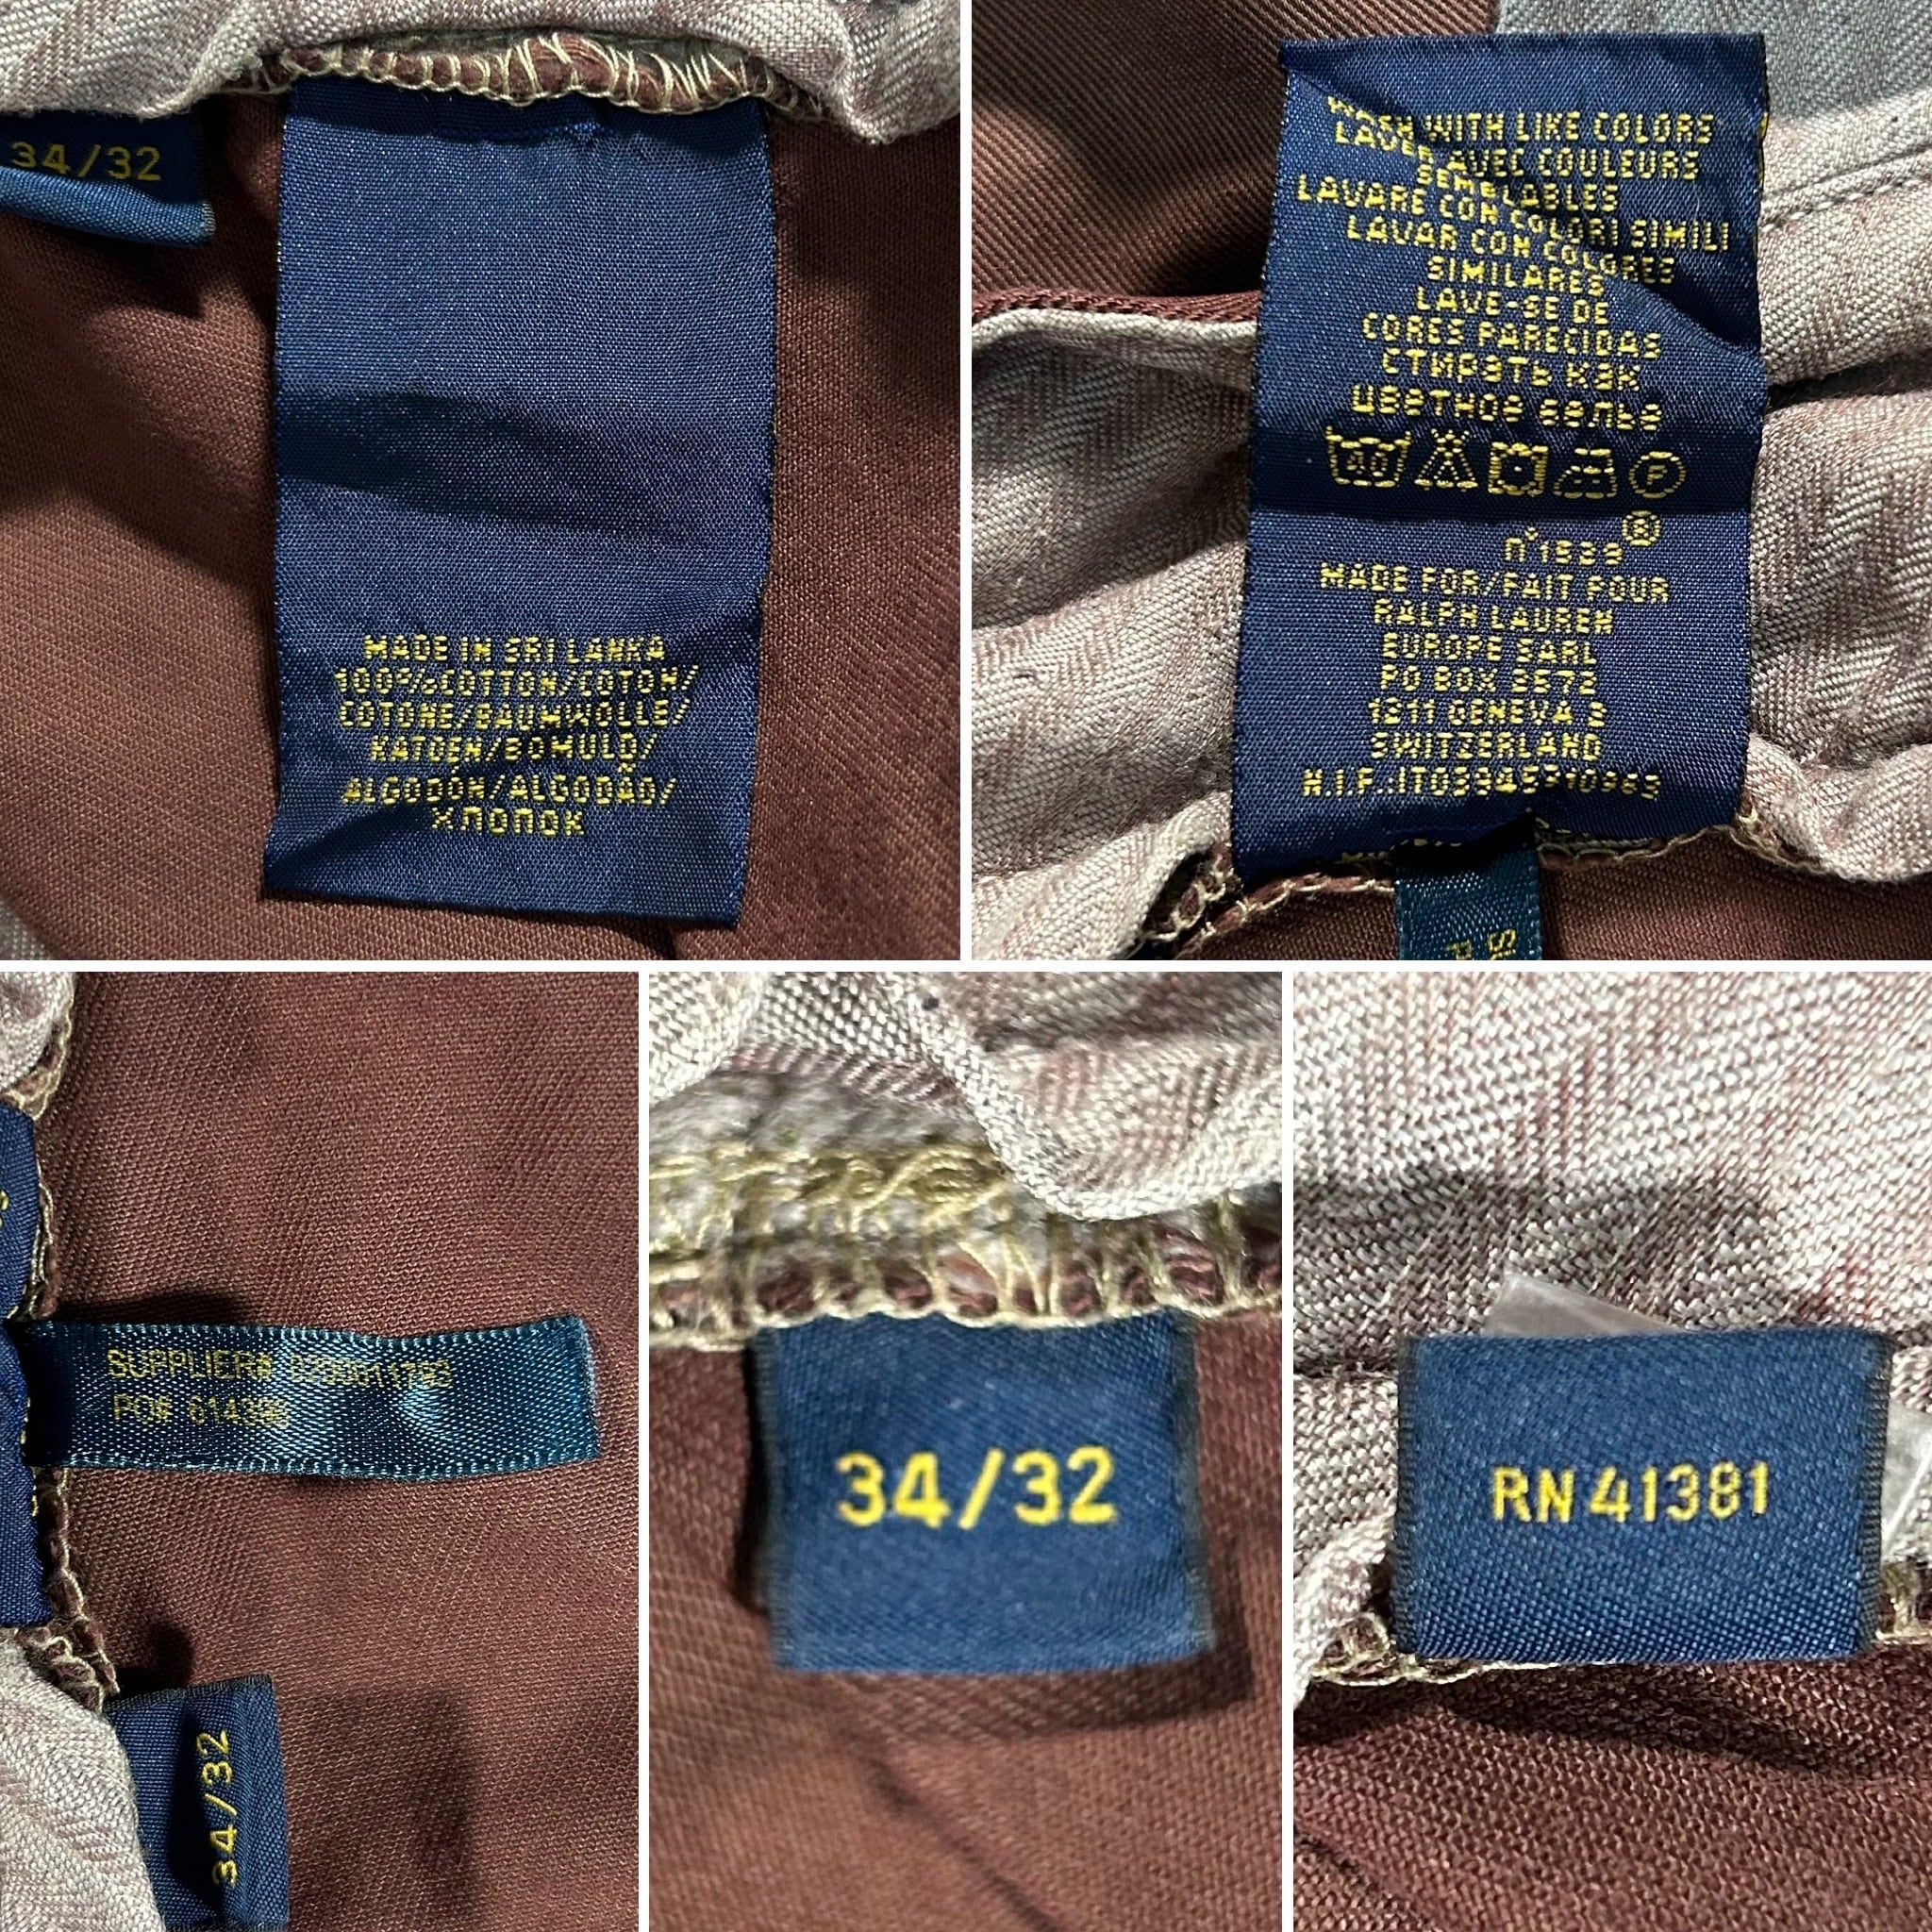 34/32
MADE IN SRI LANKA
100% COTTON/COTON/
COTONE/BAUMWOLLE/
KATOEN/BOMULD/
ALGODÓN/ALGODÃO/
ХЛОПОК
WASH WITH LIKE COLORS
LAVER AVEC COULEURS
SEMBLABLES
LAVARE CON COLORI SIMILI
LAVAR CON COLORES
SIMILARES
LAVE-SE DE
CORES PARECIDAS
стирать как
цветное белье
40
F
®
MADE FOR/FAIT POUR
RALPH LAUREN
EUROPE SARL
PO BOX
1211 GENEVA 2
SWITZERLAND
N.I.F.:
SUPPLIER#
PO#
34/32
34/32
RN 41381